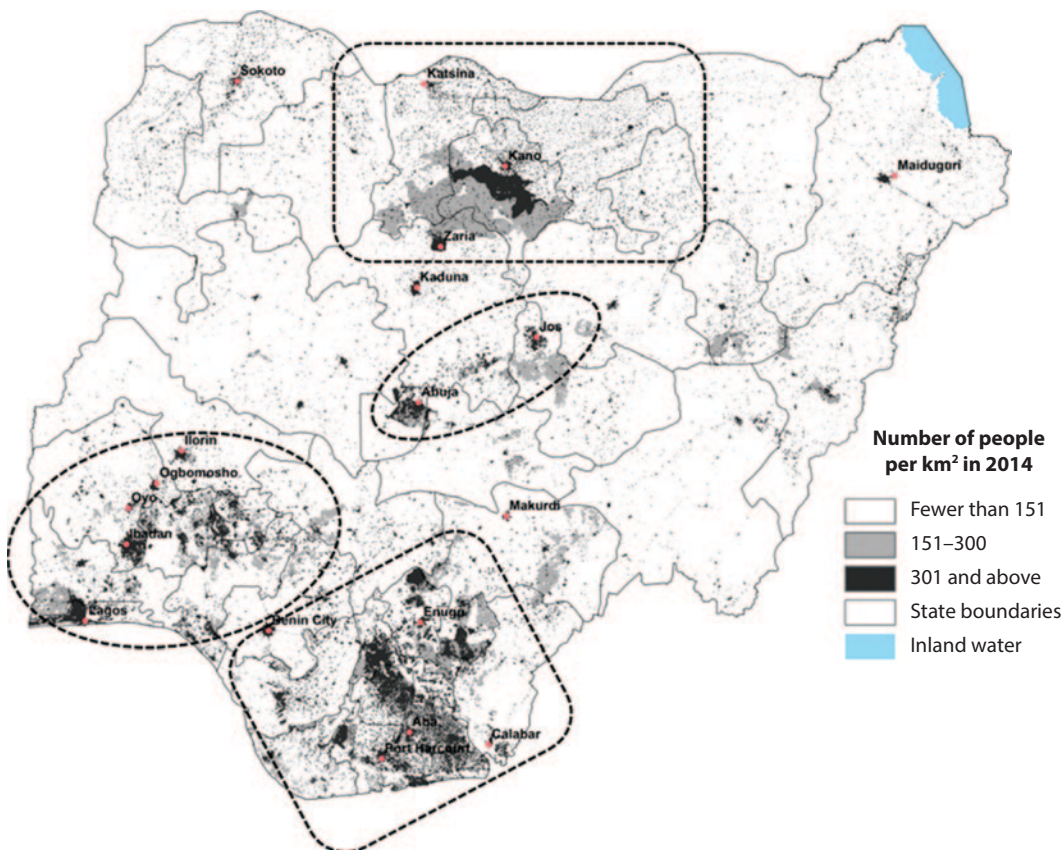 Sokoto
Katsina
Kano
Maiduguri
Zaria
Kaduna
Jos
Abuja
Ilorin
Ogbomosho
Oyo
Ibadan
Makurdi
Lagos
Benin City
Enugu
Aba
Calabar
Port Harcourt
Number of people
per km² in 2014
Fewer than 151
151–300
301 and above
State boundaries
Inland water